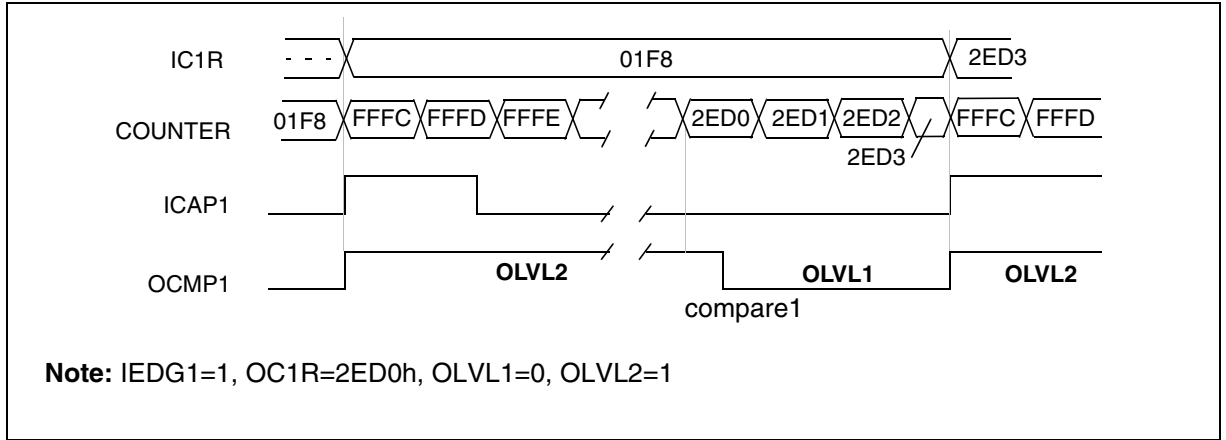 IC1R - - - - 01F8 2ED3
COUNTER 01F8 FFFC FFFD FFFE 2ED0 2ED1 2ED2 FFFC FFFD
2ED3
ICAP1
OCMP1 OLVL2 OLVL1 OLVL2
compare1
Note: IEDG1=1, OC1R=2ED0h, OLVL1=0, OLVL2=1